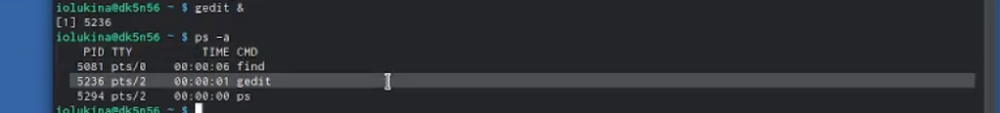 iolukina@dk5n56 ~ $ gedit &
[1] 5236
iolukina@dk5n56 ~ $ ps -a
PID TTY TIME CMD
5081 pts/0 00:00:06 find
5236 pts/2 00:00:01 gedit
5294 pts/2 00:00:00 ps
iolukina@dk5n56 ~ $